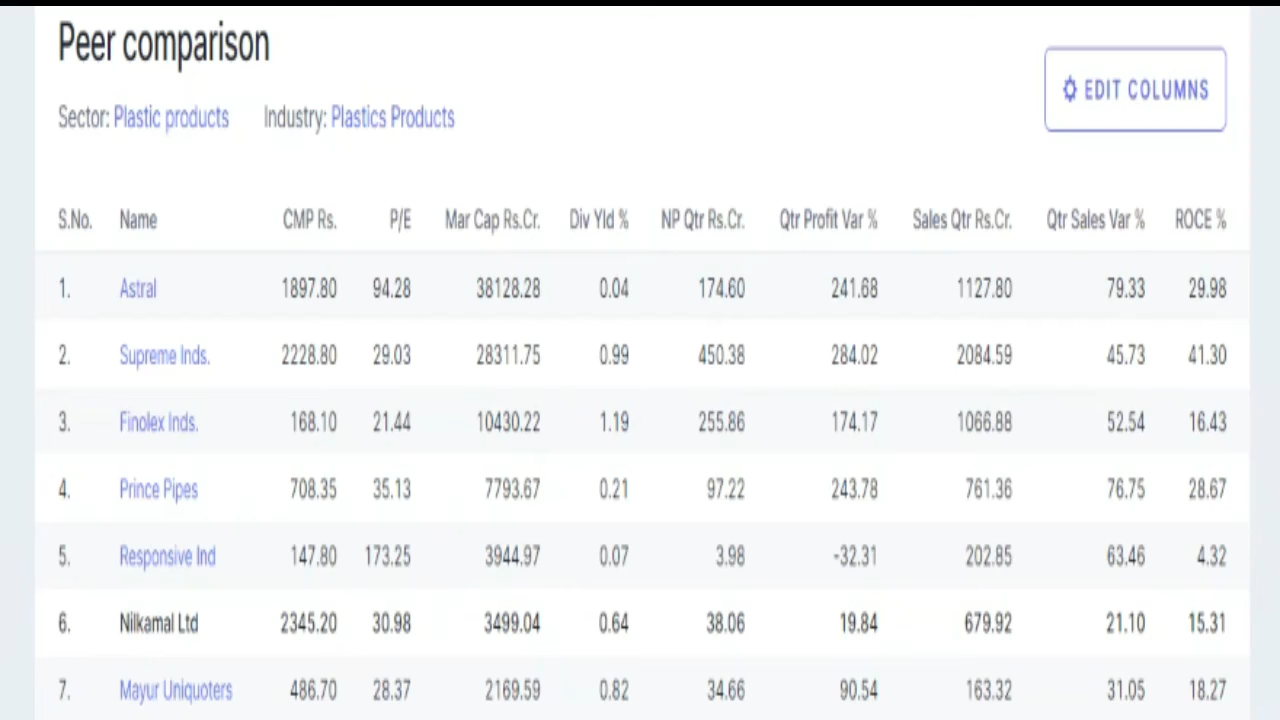 Peer comparison
EDIT COLUMNS
Sector: Plastic products Industry: Plastics Products
S.No. Name CMP Rs. P/E Mar Cap Rs.Cr. Div Yld % NP Qtr Rs.Cr. Qtr Profit Var % Sales Qtr Rs.Cr. Qtr Sales Var % ROCE %
1. Astral 1897.80 94.28 38128.28 0.04 174.60 241.68 1127.80 79.33 29.98
2. Supreme Inds. 2228.80 29.03 28311.75 0.99 450.38 284.02 2084.59 45.73 41.30
3. Finolex Inds. 168.10 21.44 10430.22 1.19 255.86 174.17 1066.88 52.54 16.43
4. Prince Pipes 708.35 35.13 7793.67 0.21 97.22 243.78 761.36 76.75 28.67
5. Responsive Ind 147.80 173.25 3944.97 0.07 3.98 -32.31 202.85 63.46 4.32
6. Nilkamal Ltd 2345.20 30.98 3499.04 0.64 38.06 19.84 679.92 21.10 15.31
7. Mayur Uniquoters 486.70 28.37 2169.59 0.82 34.66 90.54 163.32 31.05 18.27